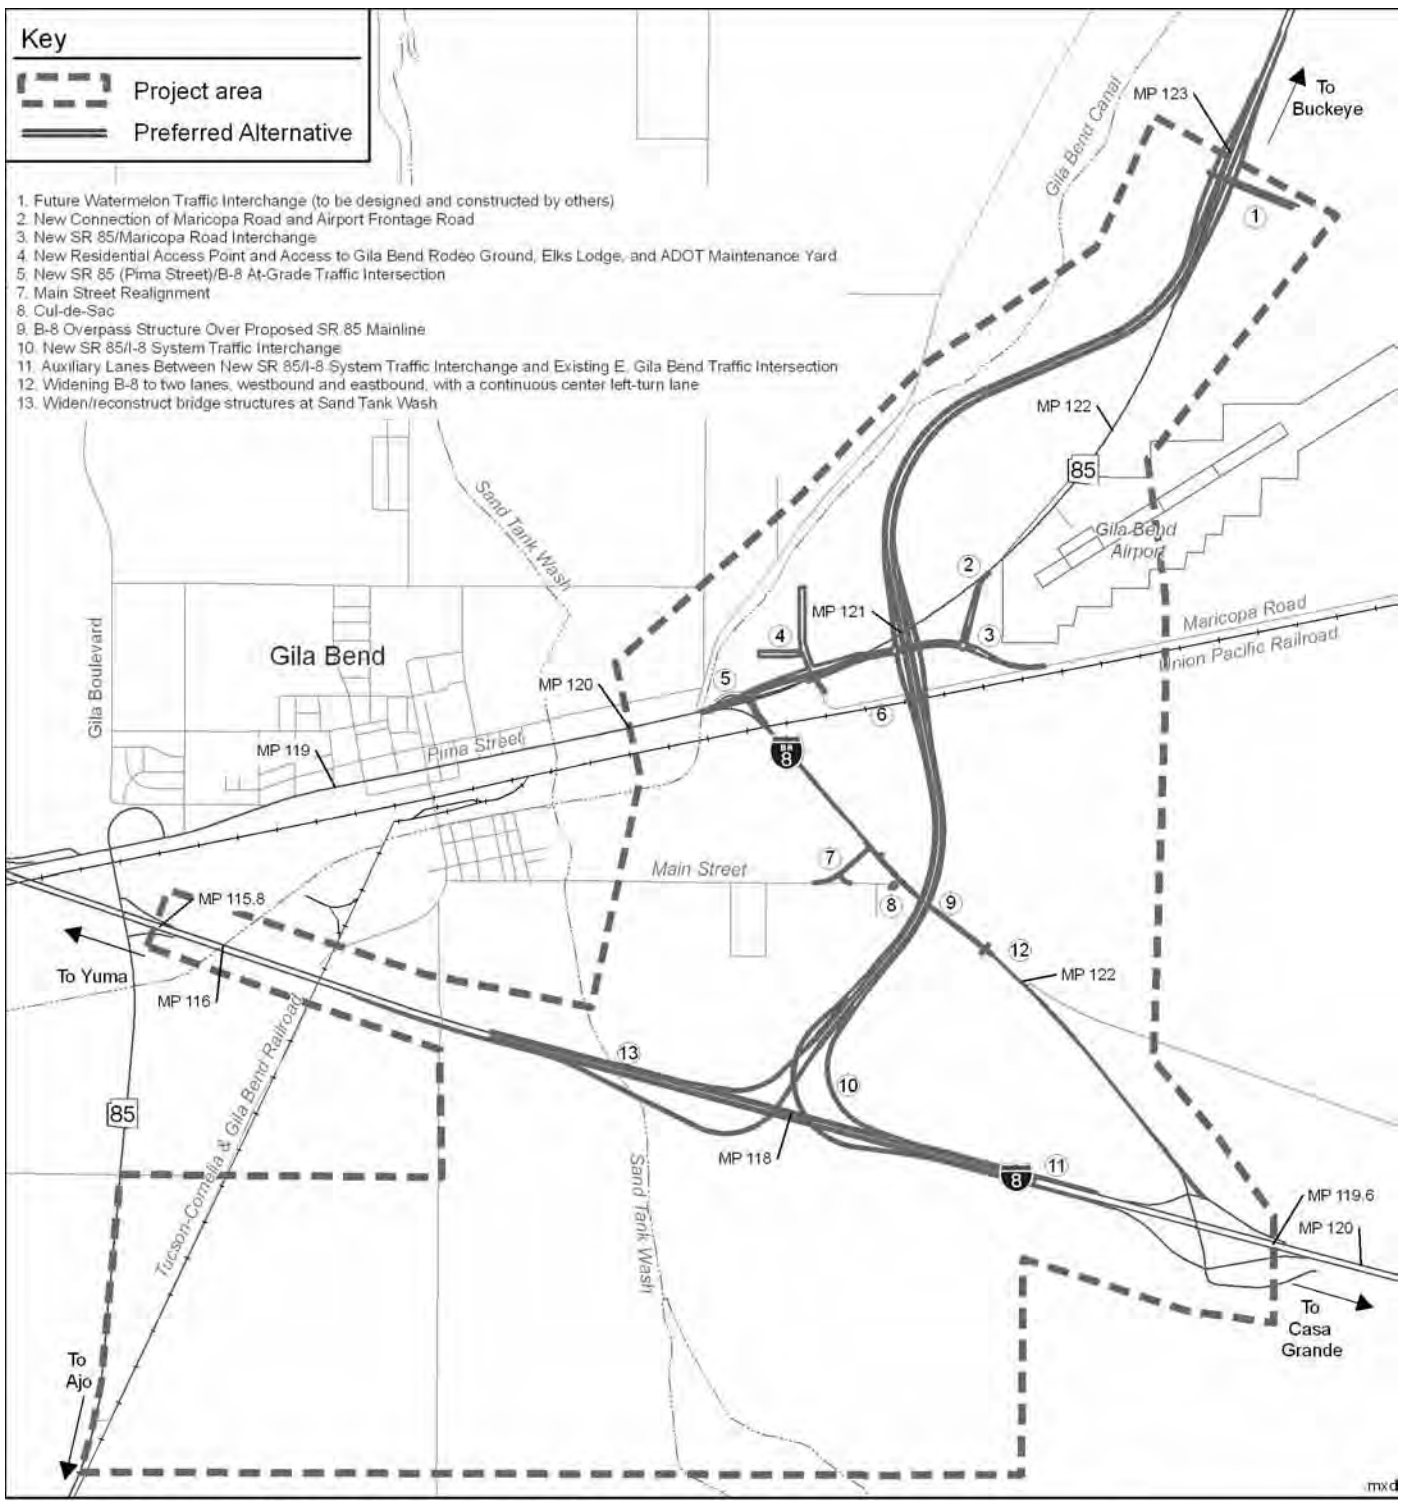 Key
Project area
Preferred Alternative
1. Future Watermelon Traffic Interchange (to be designed and constructed by others)
2. New Connection of Maricopa Road and Airport Frontage Road
3. New SR 85/Maricopa Road Interchange
4. New Residential Access Point and Access to Gila Bend Rodeo Ground, Elks Lodge, and ADOT Maintenance Yard
5. New SR 85 (Pima Street)/B-8 At-Grade Traffic Intersection
7. Main Street Realignment
8. Cul-de-Sac
9. B-8 Overpass Structure Over Proposed SR 85 Mainline
10. New SR 85/I-8 System Traffic Interchange
11. Auxiliary Lanes Between New SR 85/I-8 System Traffic Interchange and Existing E. Gila Bend Traffic Intersection
12. Widening B-8 to two lanes, westbound and eastbound, with a continuous center left-turn lane
13. Widen/reconstruct bridge structures at Sand Tank Wash
MP 123
To
Buckeye
Gila Bend Canal
1
MP 122
85
Sand Tank Wash
Gila Bend
Airport
2
MP 121
Maricopa Road
Union Pacific Railroad
4
3
Gila Bend
Gila Boulevard
5
MP 120
6
MP 119
Pima Street
BR
8
Main Street
7
8
9
MP 115.8
12
MP 122
To Yuma
MP 116
13
10
85
Tucson-Cornelia & Gila Bend Railroad
MP 118
Sand Tank Wash
8
11
MP 119.6
MP 120
To
Casa
Grande
To
Ajo
mxd